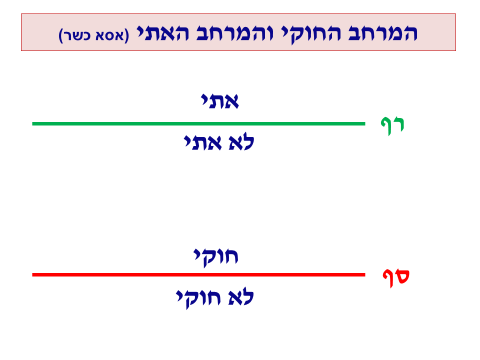 המרחב החוקי והמרחב האתי (אסא כשר)
אתי
רף
לא אתי
חוקי
סף
לא חוקי